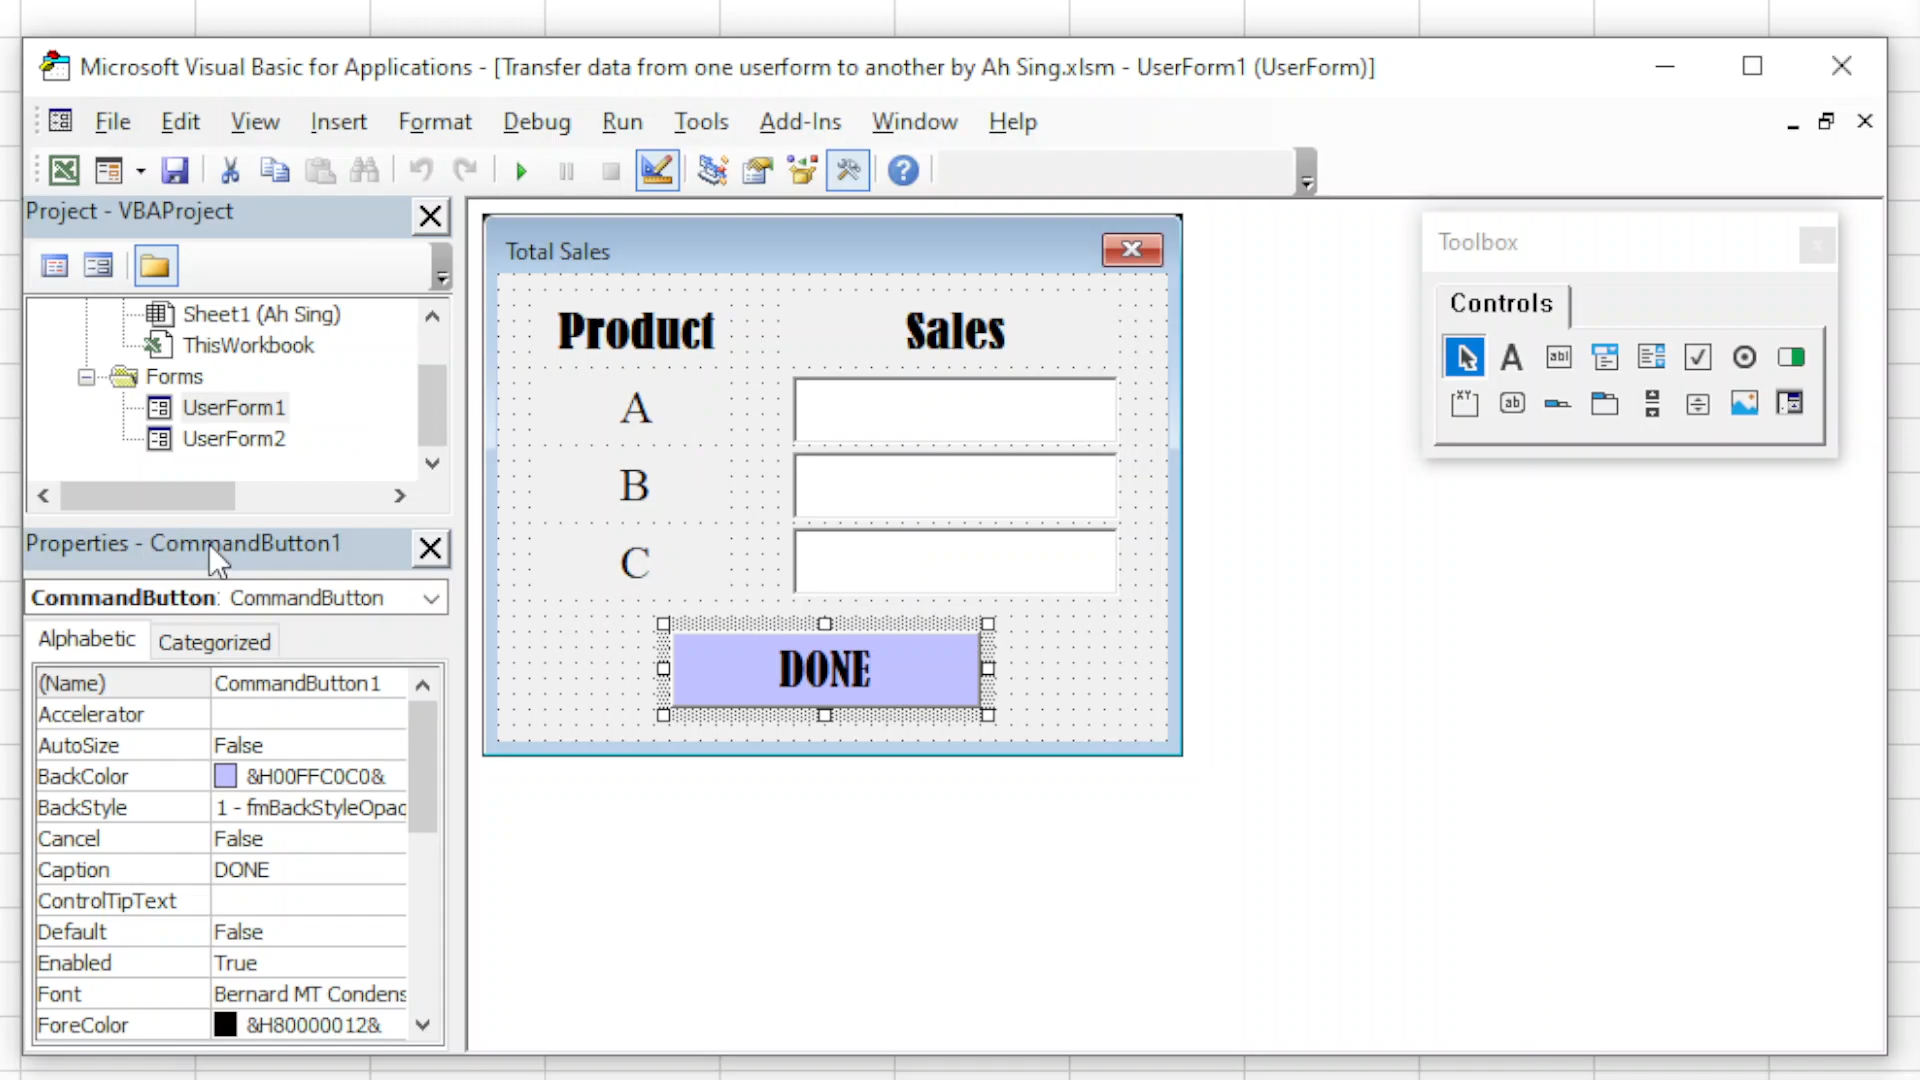 Microsoft Visual Basic for Applications - [Transfer data from one userform to another by Ah Sing.xlsm - UserForm1 (UserForm)]
File Edit View Insert Format Debug Run Tools Add-Ins Window Help
Project - VBAProject
Sheet1 (Ah Sing)
ThisWorkbook
Forms
UserForm1
UserForm2
Properties - CommandButton1
CommandButton1 CommandButton
Alphabetic Categorized
(Name) CommandButton1
Accelerator
AutoSize False
BackColor &H00FFC0C0&
BackStyle 1 - fmBackStyleOpac
Cancel False
Caption DONE
ControlTipText
Default False
Enabled True
Font Bernard MT Condens
ForeColor &H80000012&
Total Sales
Product Sales
A
B
C
DONE
Toolbox
Controls